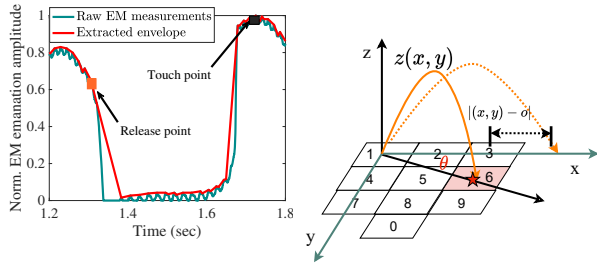 Norm. EM emanation amplitude
1
0.8
0.6
0.4
0.2
0
Raw EM measurements
Extracted envelope
Touch point
Release point
1.2 1.4 1.6 1.8
Time (sec)
z
z(x, y)
|(x, y) − o|
1 2 3
θ
4 5 6
7 8 9
0
x
y